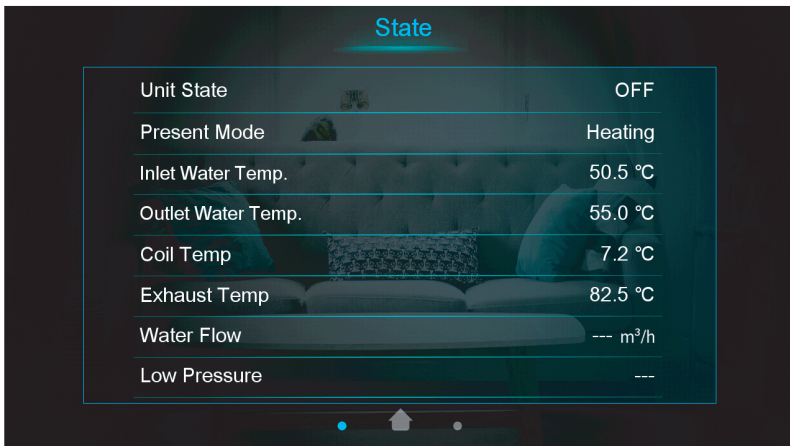 State
Unit State OFF
Present Mode Heating
Inlet Water Temp. 50.5 ℃
Outlet Water Temp. 55.0 ℃
Coil Temp 7.2 ℃
Exhaust Temp 82.5 ℃
Water Flow --- m³/h
Low Pressure ---